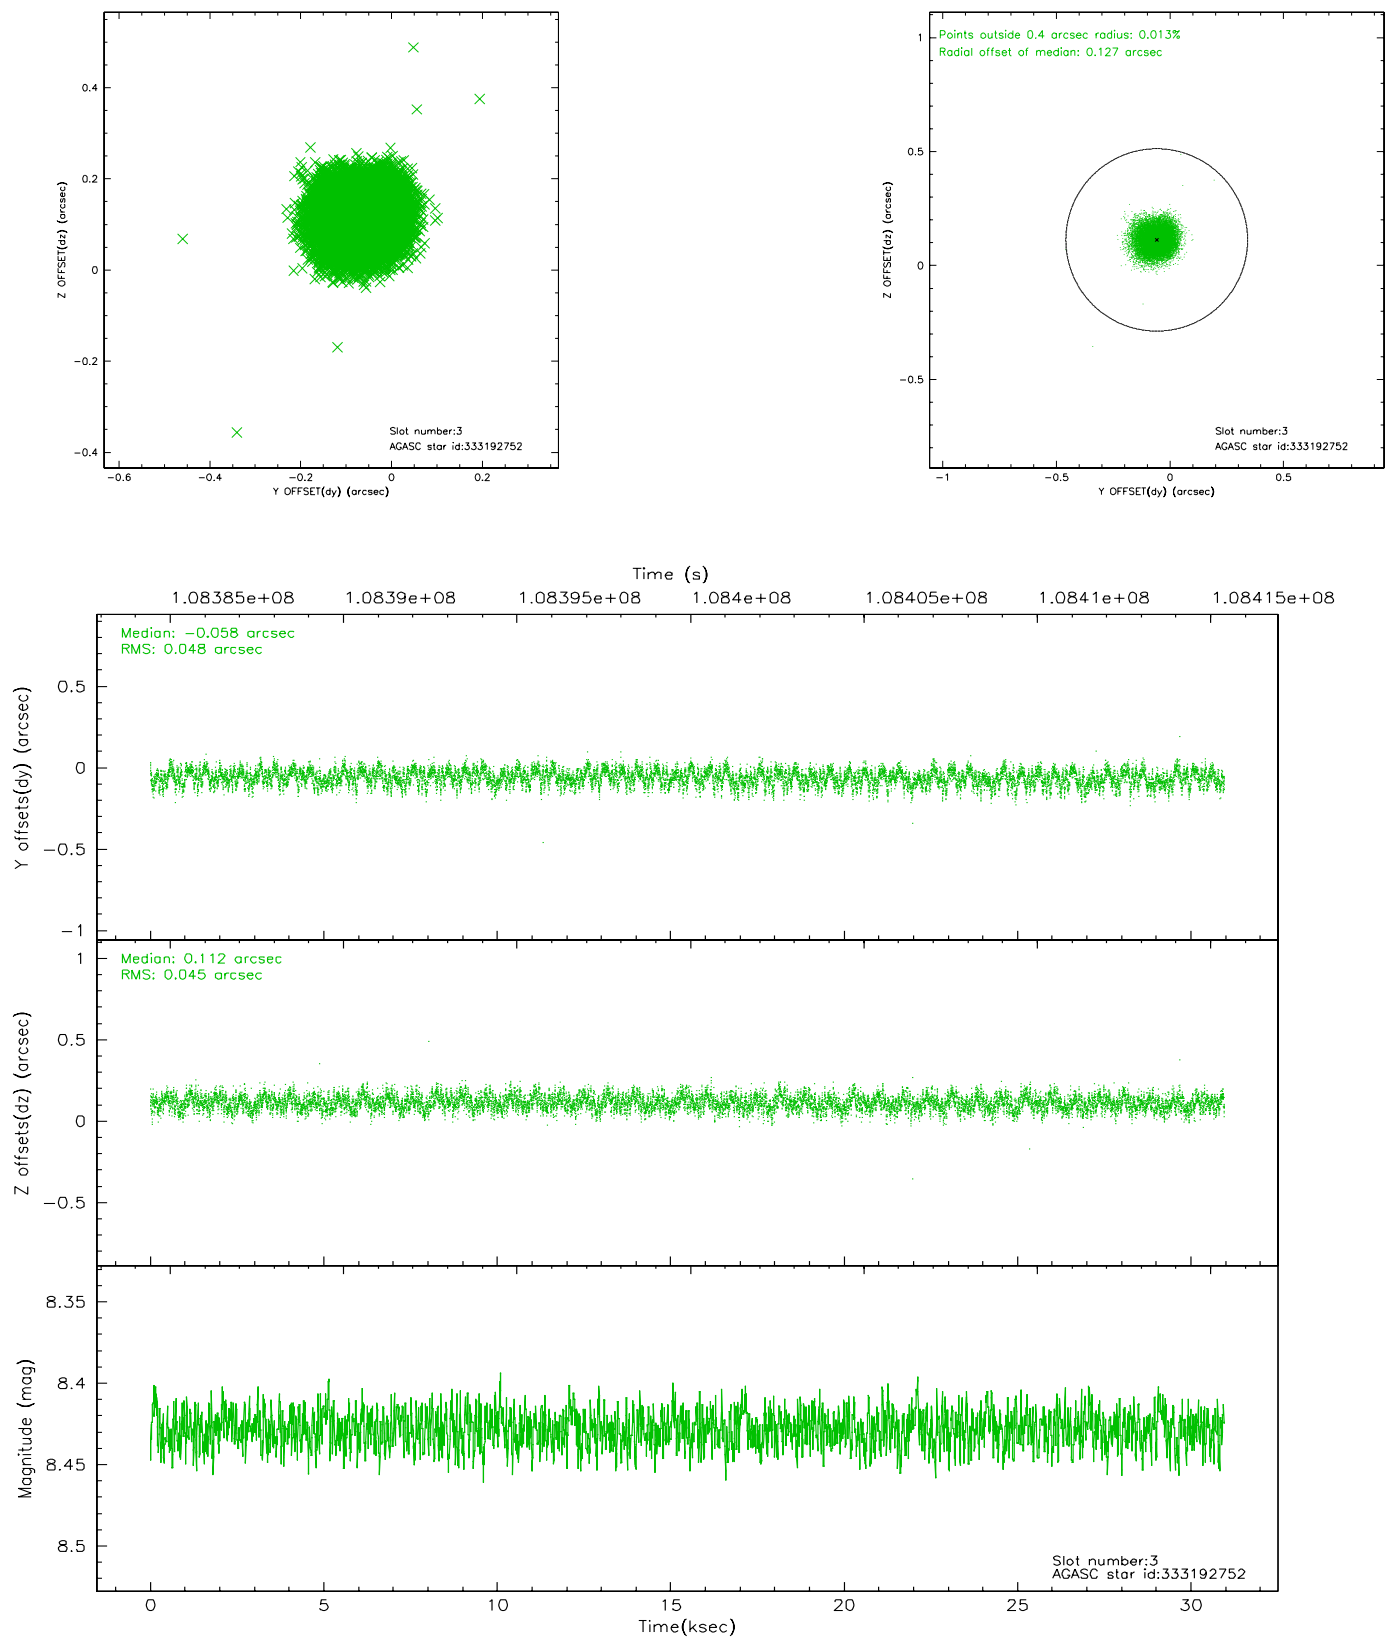 0.4
0.2
0
−0.2
−0.4
Z OFFSET(dz) (arcsec)
Slot number:3
AGASC star id:333192752
−0.6
−0.4
−0.2
0
0.2
Y OFFSET(dy) (arcsec)
Points outside 0.4 arcsec radius: 0.013%
Radial offset of median: 0.127 arcsec
1
0.5
0
−0.5
Z OFFSET(dz) (arcsec)
Slot number:3
AGASC star id:333192752
−1
−0.5
0
0.5
Y OFFSET(dy) (arcsec)
Time (s)
1.08385e+08
1.0839e+08
1.08395e+08
1.084e+08
1.08405e+08
1.0841e+08
1.08415e+08
Median: −0.058 arcsec
RMS: 0.048 arcsec
0.5
0
−0.5
−1
Y offsets(dy) (arcsec)
Median: 0.112 arcsec
RMS: 0.045 arcsec
1
0.5
0
−0.5
Z offsets(dz) (arcsec)
8.35
8.4
8.45
8.5
Magnitude (mag)
Slot number:3
AGASC star id:333192752
0
5
10
15
20
25
30
Time(ksec)